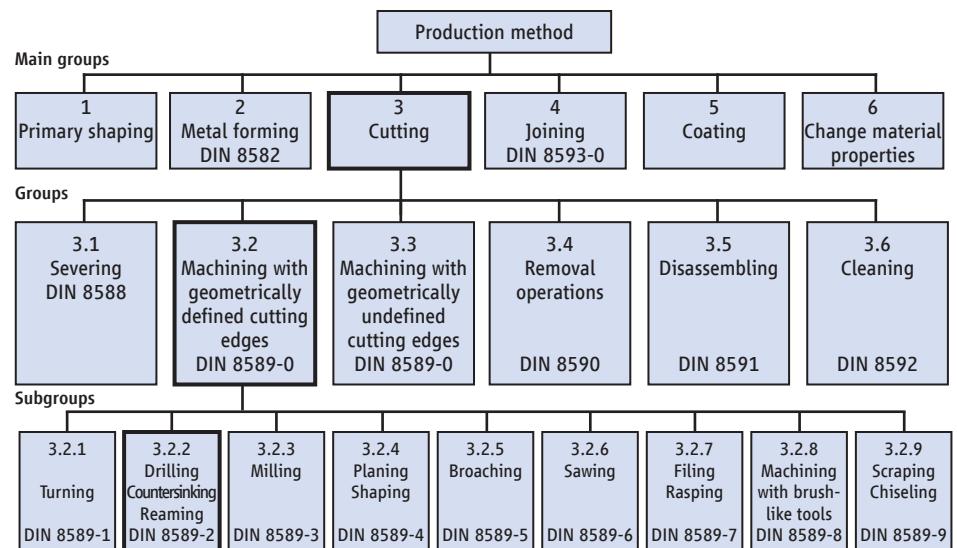 Production method
Main groups
1
Primary shaping
2
Metal forming
DIN 8582
3
Cutting
4
Joining
DIN 8593-0
5
Coating
6
Change material
properties
Groups
3.1
Severing
DIN 8588
3.2
Machining with
geometrically
defined cutting
edges
DIN 8589-0
3.3
Machining with
geometrically
undefined
cutting edges
DIN 8589-0
3.4
Removal
operations
DIN 8590
3.5
Disassembling
DIN 8591
3.6
Cleaning
DIN 8592
Subgroups
3.2.1
Turning
DIN 8589-1
3.2.2
Drilling
Countersinking
Reaming
DIN 8589-2
3.2.3
Milling
DIN 8589-3
3.2.4
Planing
Shaping
DIN 8589-4
3.2.5
Broaching
DIN 8589-5
3.2.6
Sawing
DIN 8589-6
3.2.7
Filing
Rasping
DIN 8589-7
3.2.8
Machining
with brush-
like tools
DIN 8589-8
3.2.9
Scraping
Chiseling
DIN 8589-9